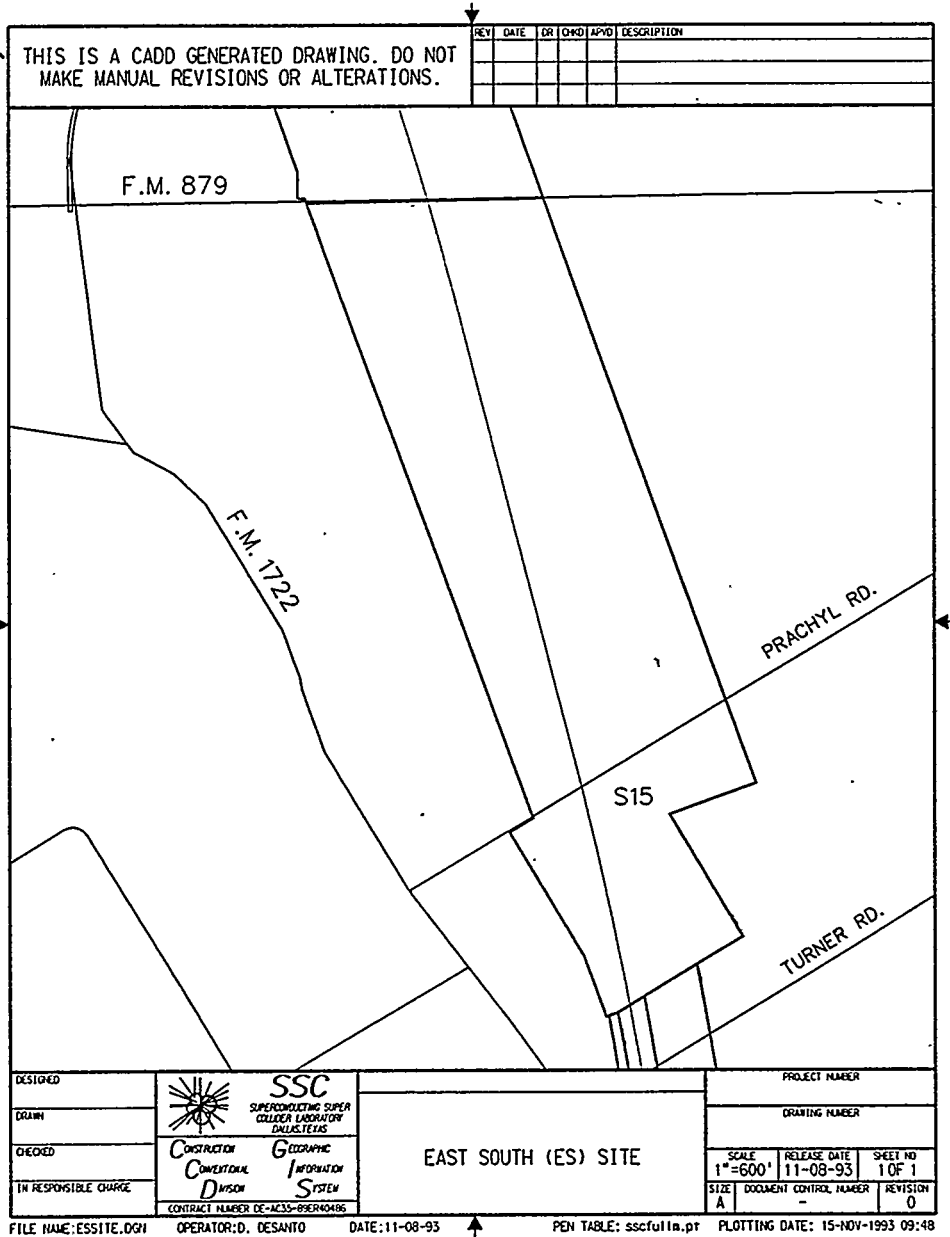 THIS IS A CADD GENERATED DRAWING. DO NOT
MAKE MANUAL REVISIONS OR ALTERATIONS.
REV DATE DR CHKD APVD DESCRIPTION
F.M. 879
F.M. 1722
PRACHYL RD.
S15
TURNER RD.
DESIGNED
DRAWN
CHECKED
IN RESPONSIBLE CHARGE
SSC
SUPERCONDUCTING SUPER
COLLIDER LABORATORY
DALLAS,TEXAS
CONSTRUCTION GEOGRAPHIC
CONVENTIONAL INFORMATION
DIVISON SYSTEM
CONTRACT NUMBER DE-AC35-89ER40486
EAST SOUTH (ES) SITE
PROJECT NUMBER
DRAWING NUMBER
SCALE RELEASE DATE SHEET NO
1"=600' 11-08-93 1 OF 1
SIZE DOCUMENT CONTROL NUMBER REVISION
A - 0
FILE NAME:ESSITE.DGN OPERATOR:D. DESANTO DATE:11-08-93 PEN TABLE: sscfullm.pt PLOTTING DATE: 15-NOV-1993 09:48